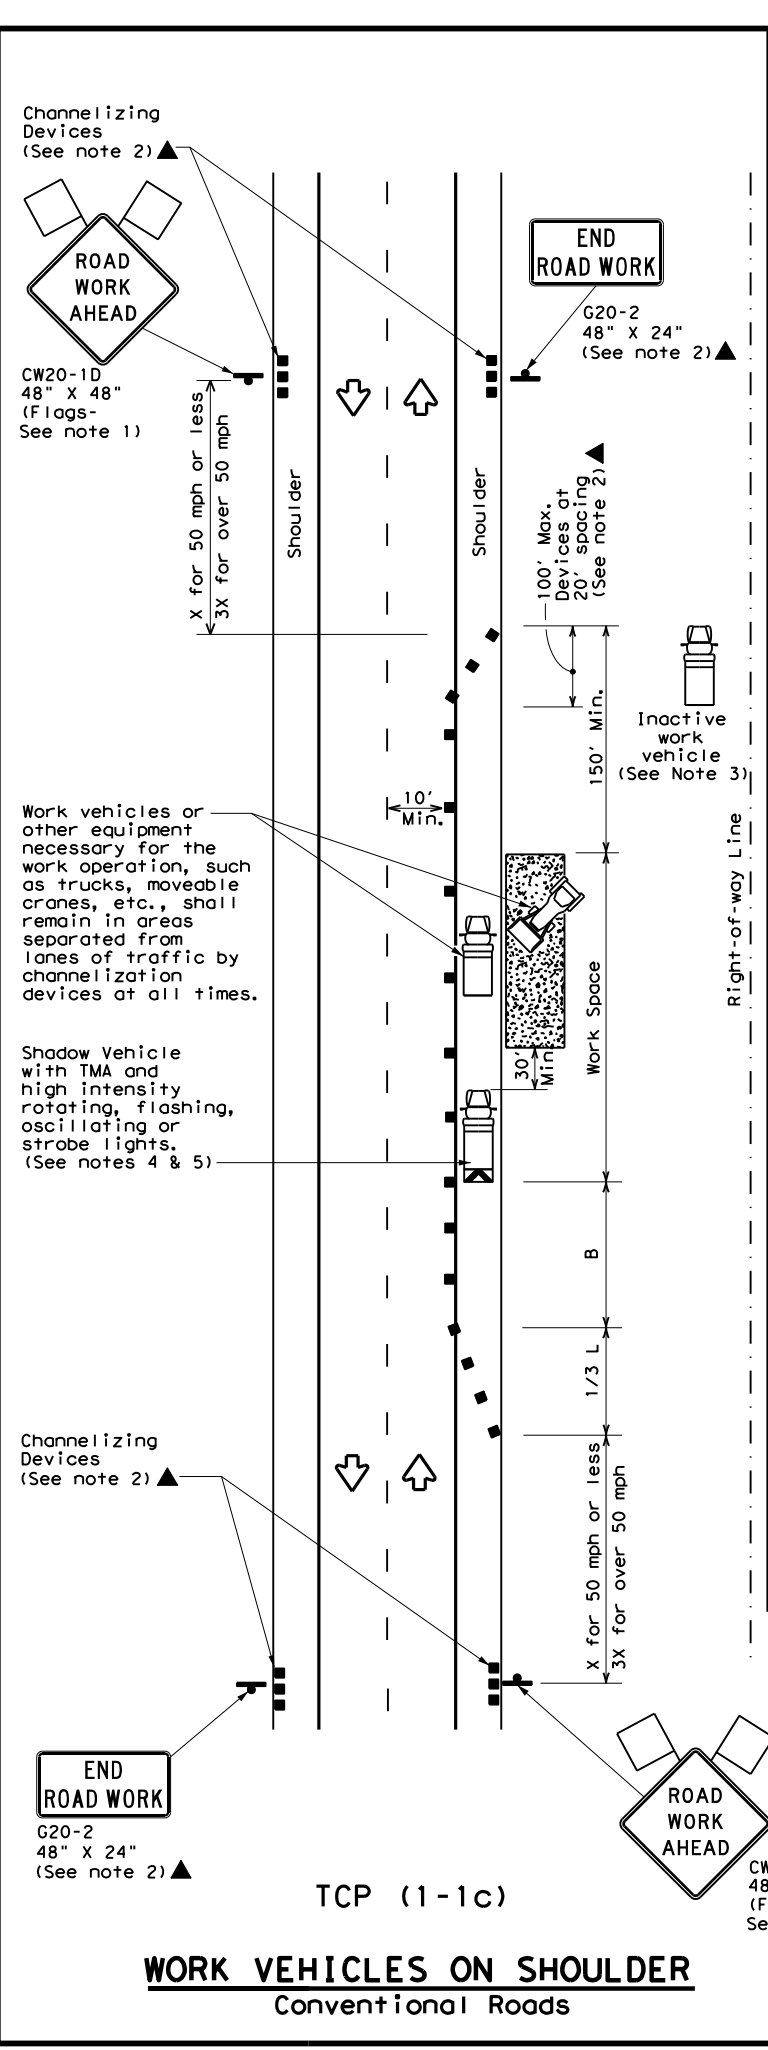 Channelizing
Devices
(See note 2)
ROAD
WORK
AHEAD
CW20-1D
48" X 48"
(Flags-
See note 1)
END
ROAD WORK
G20-2
48" X 24"
(See note 2)
X for 50 mph or less
3X for over 50 mph
Shoulder
Shoulder
100' Max.
Devices at
20' spacing
(See note 2)
150' Min.
Inactive
work
vehicle
(See Note 3)
10'
Min.
Work vehicles or
other equipment
necessary for the
work operation, such
as trucks, moveable
cranes, etc., shall
remain in areas
separated from
lanes of traffic by
channelization
devices at all times.
Right-of-way Line
Work Space
30'
Min.
Shadow Vehicle
with TMA and
high intensity
rotating, flashing,
oscillating or
strobe lights.
(See notes 4 & 5)
B
1/3 L
Channelizing
Devices
(See note 2)
X for 50 mph or less
3X for over 50 mph
END
ROAD WORK
G20-2
48" X 24"
(See note 2)
ROAD
WORK
AHEAD
CW
48
(F
Se
TCP (1-1c)
WORK VEHICLES ON SHOULDER
Conventional Roads